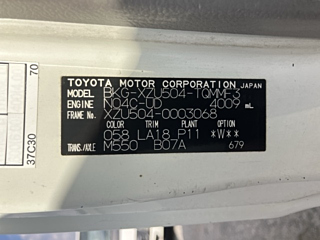 TOYOTA MOTOR CORPORATION JAPAN
MODEL BKG-XZU504-TQMMF3
ENGINE N04C-UD 4009 mL
FRAME No. XZU504-0003068
COLOR TRIM PLANT OPTION
058 LA18 P11 *W**
TRANS./AXLE M550 B07A 679
37C30 70